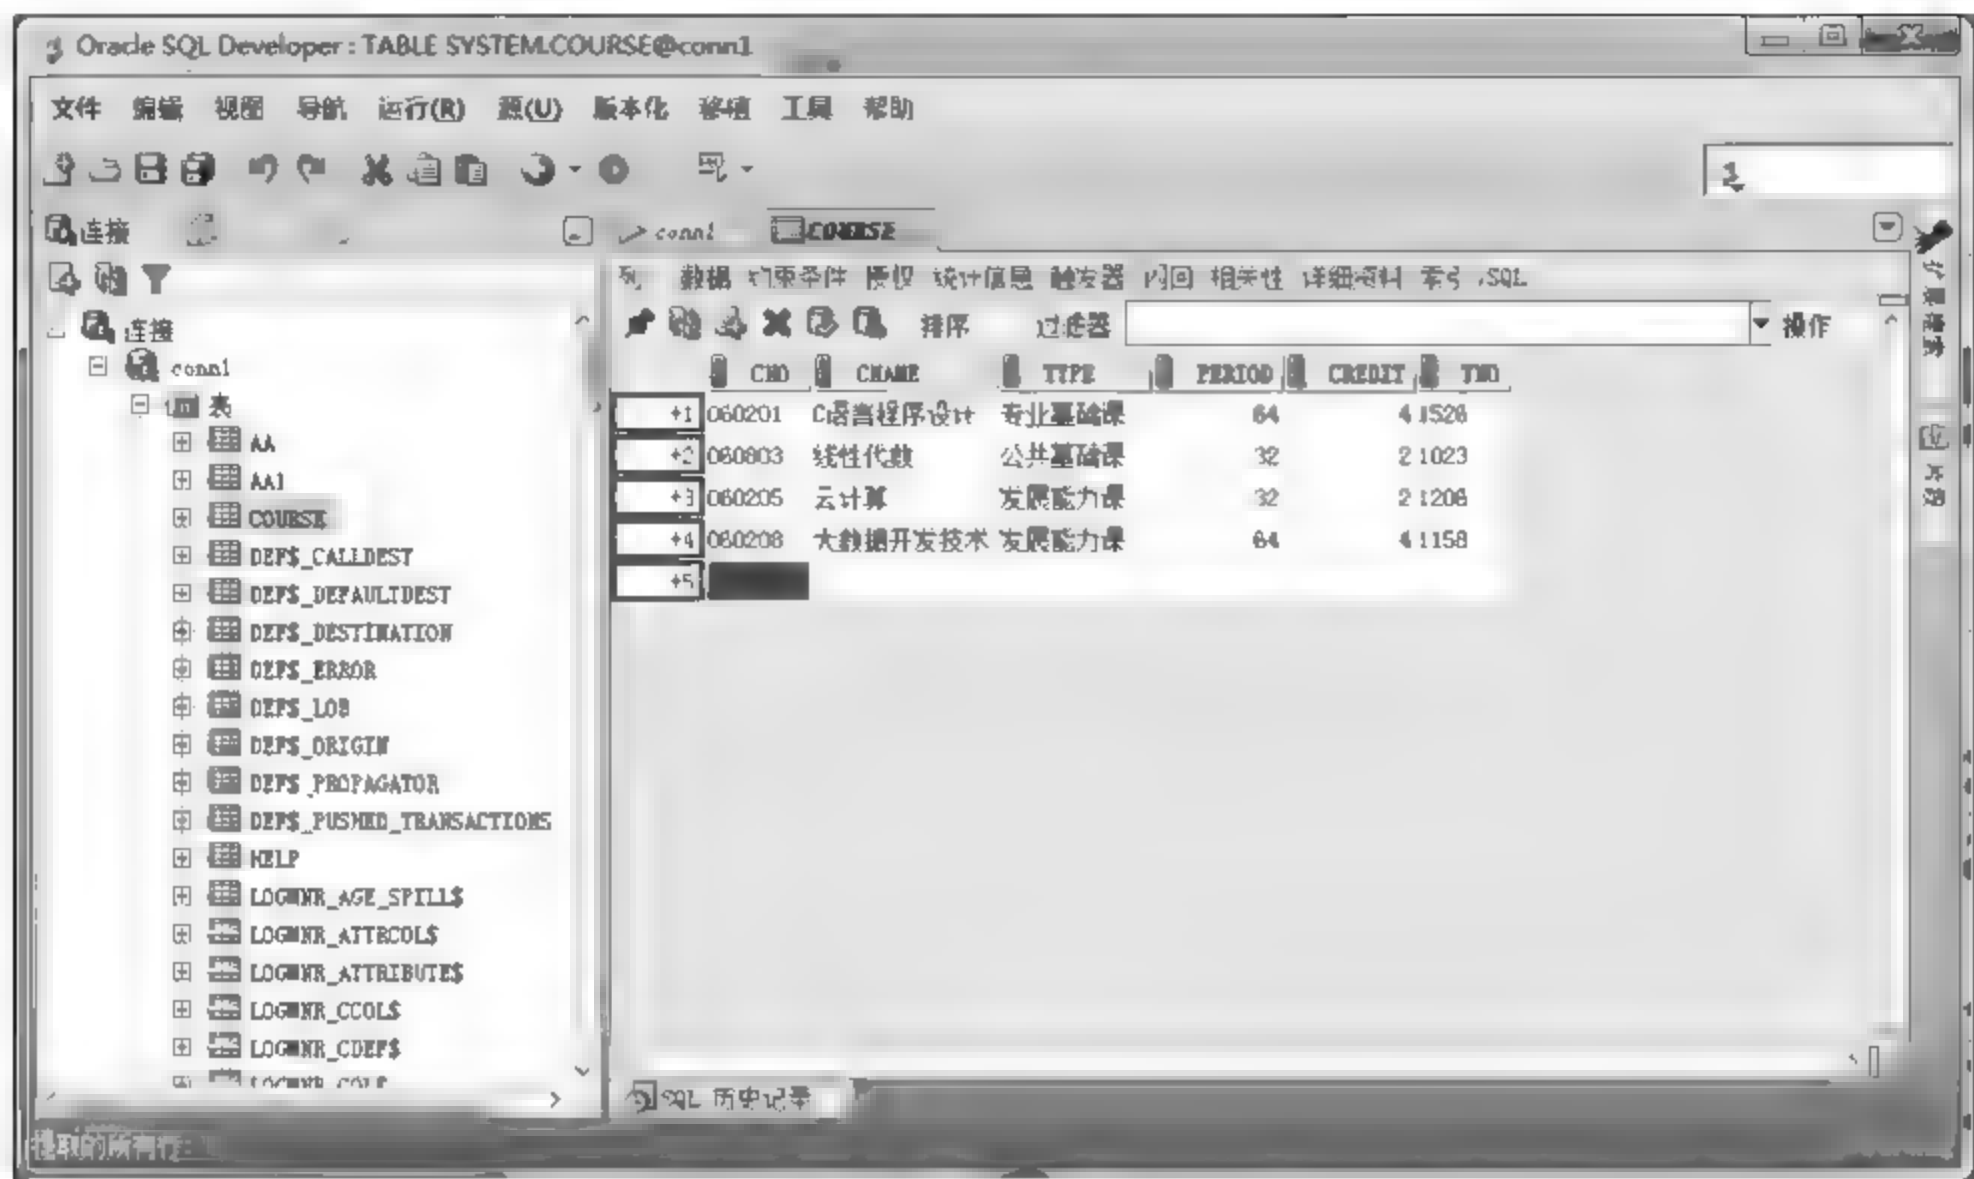 Oracle SQL Developer : TABLE SYSTEM.COURSE@conn1
文件 编辑 视图 导航 运行(R) 源(U) 版本化 移植 工具 帮助
连接
conn1 COURSE
列 数据 约束条件 授权 统计信息 触发器 闪回 相关性 详细资料 索引 SQL
排序 过滤器 操作
连接
conn1
表
AA
AA1
COURSE
DEF$_CALLDEST
DEF$_DEFAULTDEST
DEF$_DESTINATION
DEF$_ERROR
DEF$_LOB
DEF$_ORIGIN
DEF$_PROPAGATOR
DEF$_PUSHED_TRANSACTIONS
HELP
LOGMNR_AGE_SPILL$
LOGMNR_ATTRCOL$
LOGMNR_ATTRIBUTE$
LOGMNR_CCOL$
LOGMNR_CDEF$
CNO CNAME TYPE PERIOD CREDIT TNO
+1 060201 C语言程序设计 专业基础课 64 4 1526
+2 060803 线性代数 公共基础课 32 2 1023
+3 060205 云计算 发展能力课 32 2 1206
+4 060208 大数据开发技术 发展能力课 64 4 1158
+5
SQL 历史记录
提取的所有行: